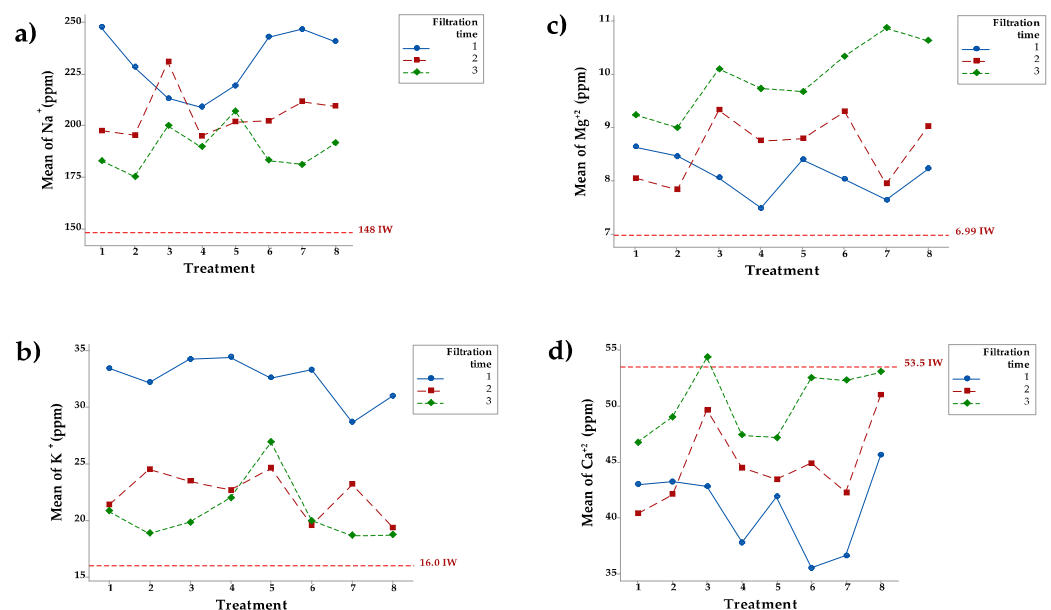 a)
Mean of Na⁺(ppm)
250
225
200
175
150
148 IW
1 2 3 4 5 6 7 8
Treatment
Filtration
time
1
2
3
c)
Mean of Mg⁺² (ppm)
11
10
9
8
7
6.99 IW
1 2 3 4 5 6 7 8
Treatment
Filtration
time
1
2
3
b)
Mean of K ⁺(ppm)
35
30
25
20
15
16.0 IW
1 2 3 4 5 6 7 8
Treatment
Filtration
time
1
2
3
d)
Mean of Ca⁺² (ppm)
55
50
45
40
35
53.5 IW
1 2 3 4 5 6 7 8
Treatment
Filtration
time
1
2
3